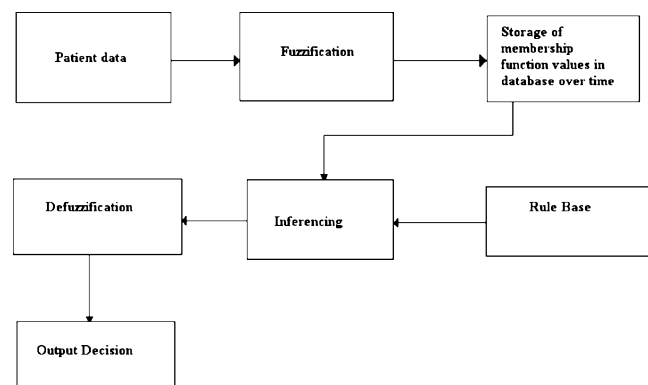 Patient data
Fuzzification
Storage of
membership
function values in
database over time
Defuzzification
Inferencing
Rule Base
Output Decision